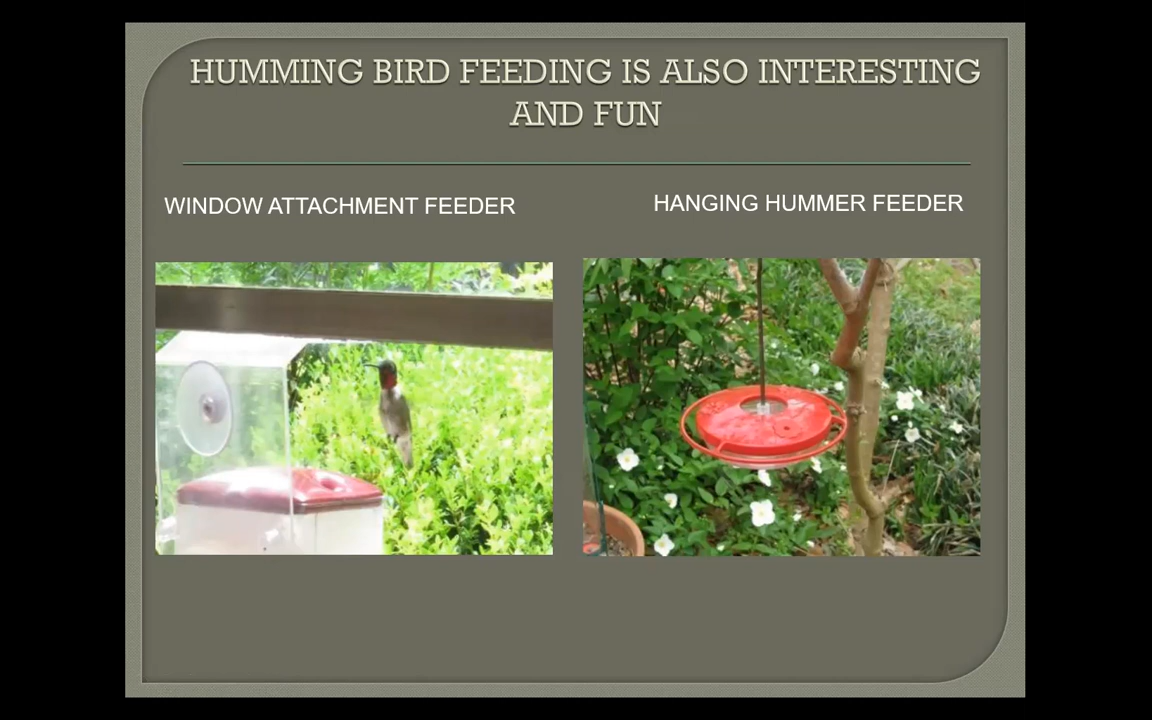 HUMMING BIRD FEEDING IS ALSO INTERESTING
AND FUN
WINDOW ATTACHMENT FEEDER
HANGING HUMMER FEEDER